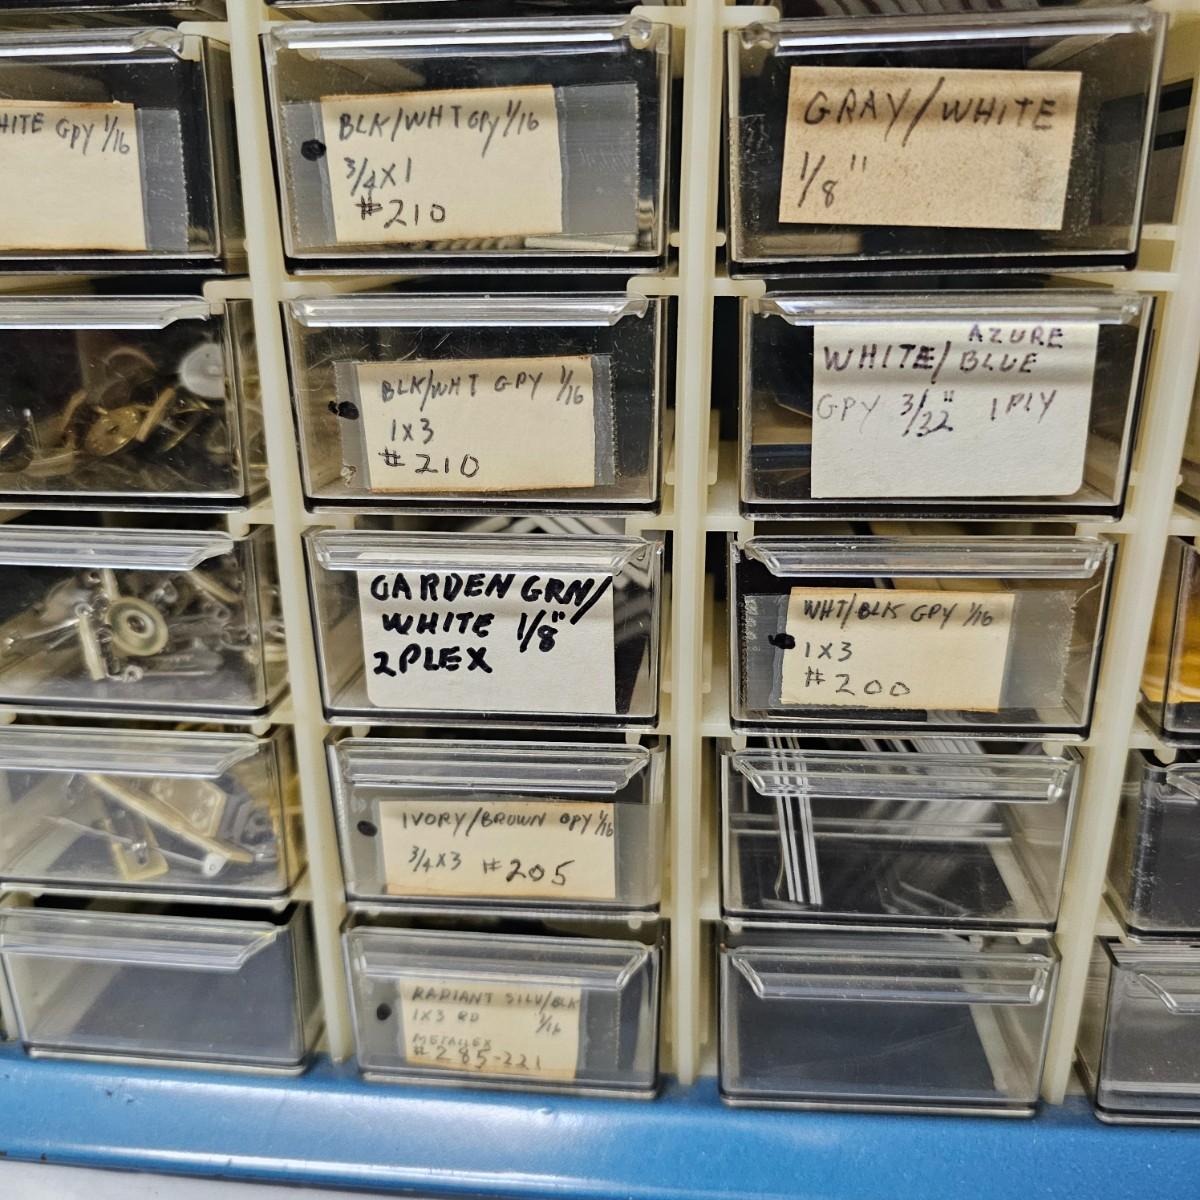 HITE GPY 1/16
BLK/WHT GPY 1/16
3/4X1
#210
GRAY/WHITE
1/8"
BLK/WHT GPY 1/16
1X3
#210
AZURE
WHITE/BLUE
GPY 3/32" 1PLY
GARDEN GRN/
WHITE 1/8"
2PLEX
WHT/BLK GPY 1/16
1X3
#200
IVORY/BROWN GPY 1/16
3/4X3 #205
RADIANT SILV/BLK
1X3 RD 1/16
METALLEX
#285-221